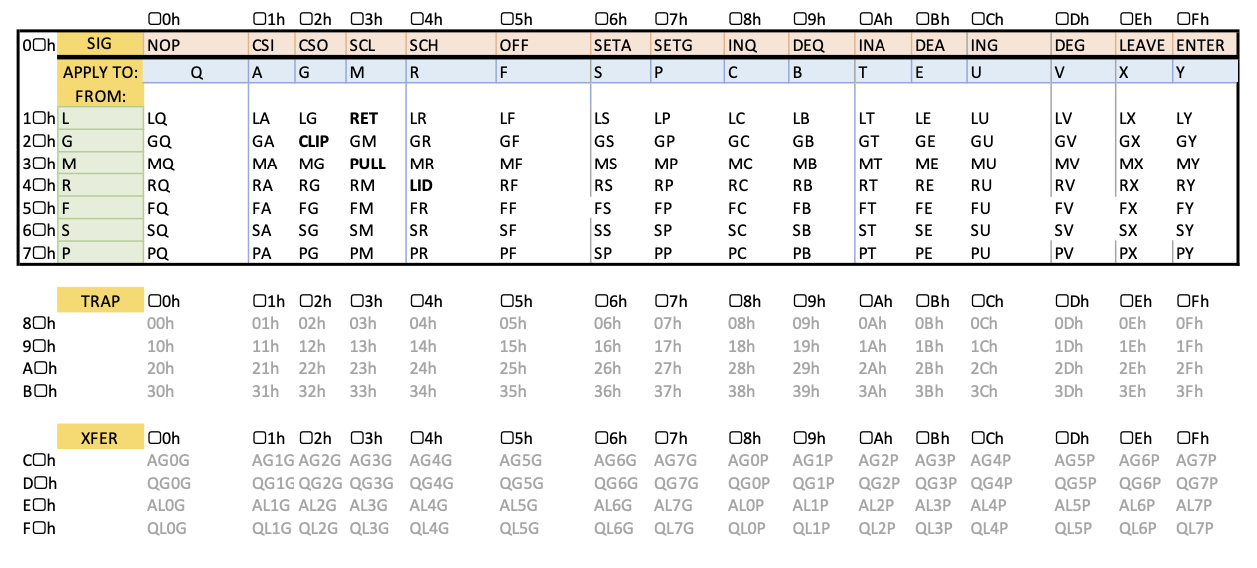 ▢0h ▢1h ▢2h ▢3h ▢4h ▢5h ▢6h ▢7h ▢8h ▢9h ▢Ah ▢Bh ▢Ch ▢Dh ▢Eh ▢Fh
0▢h SIG NOP CSI CSO SCL SCH OFF SETA SETG INQ DEQ INA DEA ING DEG LEAVE ENTER
APPLY TO: Q A G M R F S P C B T E U V X Y
FROM:
1▢h L LQ LA LG RET LR LF LS LP LC LB LT LE LU LV LX LY
2▢h G GQ GA CLIP GM GR GF GS GP GC GB GT GE GU GV GX GY
3▢h M MQ MA MG PULL MR MF MS MP MC MB MT ME MU MV MX MY
4▢h R RQ RA RG RM LID RF RS RP RC RB RT RE RU RV RX RY
5▢h F FQ FA FG FM FR FF FS FP FC FB FT FE FU FV FX FY
6▢h S SQ SA SG SM SR SF SS SP SC SB ST SE SU SV SX SY
7▢h P PQ PA PG PM PR PF SP PP PC PB PT PE PU PV PX PY
TRAP ▢0h ▢1h ▢2h ▢3h ▢4h ▢5h ▢6h ▢7h ▢8h ▢9h ▢Ah ▢Bh ▢Ch ▢Dh ▢Eh ▢Fh
8▢h 00h 01h 02h 03h 04h 05h 06h 07h 08h 09h 0Ah 0Bh 0Ch 0Dh 0Eh 0Fh
9▢h 10h 11h 12h 13h 14h 15h 16h 17h 18h 19h 1Ah 1Bh 1Ch 1Dh 1Eh 1Fh
A▢h 20h 21h 22h 23h 24h 25h 26h 27h 28h 29h 2Ah 2Bh 2Ch 2Dh 2Eh 2Fh
B▢h 30h 31h 32h 33h 34h 35h 36h 37h 38h 39h 3Ah 3Bh 3Ch 3Dh 3Eh 3Fh
XFER ▢0h ▢1h ▢2h ▢3h ▢4h ▢5h ▢6h ▢7h ▢8h ▢9h ▢Ah ▢Bh ▢Ch ▢Dh ▢Eh ▢Fh
C▢h AG0G AG1G AG2G AG3G AG4G AG5G AG6G AG7G AG0P AG1P AG2P AG3P AG4P AG5P AG6P AG7P
D▢h QG0G QG1G QG2G QG3G QG4G QG5G QG6G QG7G QG0P QG1P QG2P QG3P QG4P QG5P QG6P QG7P
E▢h AL0G AL1G AL2G AL3G AL4G AL5G AL6G AL7G AL0P AL1P AL2P AL3P AL4P AL5P AL6P AL7P
F▢h QL0G QL1G QL2G QL3G QL4G QL5G QL6G QL7G QL0P QL1P QL2P QL3P QL4P QL5P QL6P QL7P